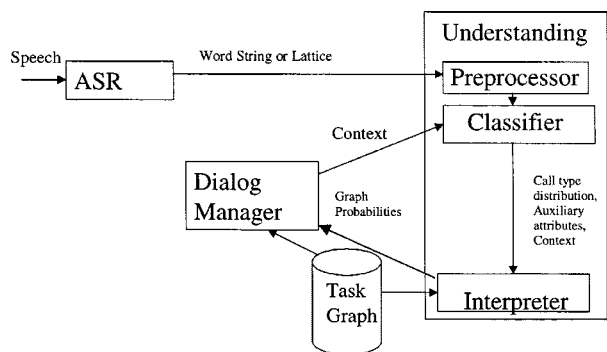 Understanding
Speech
Word String or Lattice
ASR
Preprocessor
Classifier
Context
Dialog
Manager
Graph
Probabilities
Call type
distribution,
Auxiliary
attributes,
Context
Task
Graph
Interpreter